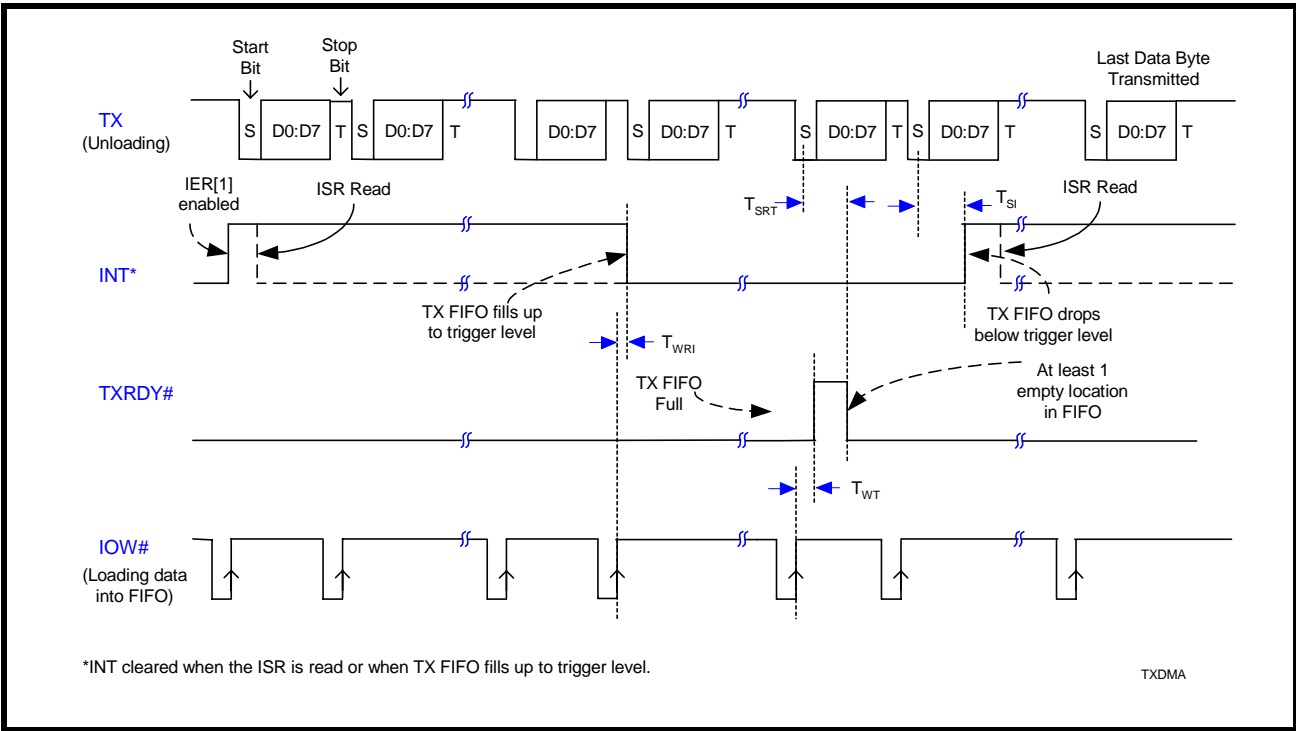 Start
Bit
Stop
Bit
Last Data Byte
Transmitted
TX
(Unloading)
S D0:D7 T S D0:D7 T D0:D7 S D0:D7 T S D0:D7 T S D0:D7 T S D0:D7 T
IER[1]
enabled
ISR Read
TSRT
TSI
ISR Read
INT*
TX FIFO fills up
to trigger level
TX FIFO drops
below trigger level
TWRI
TXRDY#
TX FIFO
Full
At least 1
empty location
in FIFO
TWT
IOW#
(Loading data
into FIFO)
*INT cleared when the ISR is read or when TX FIFO fills up to trigger level.
TXDMA